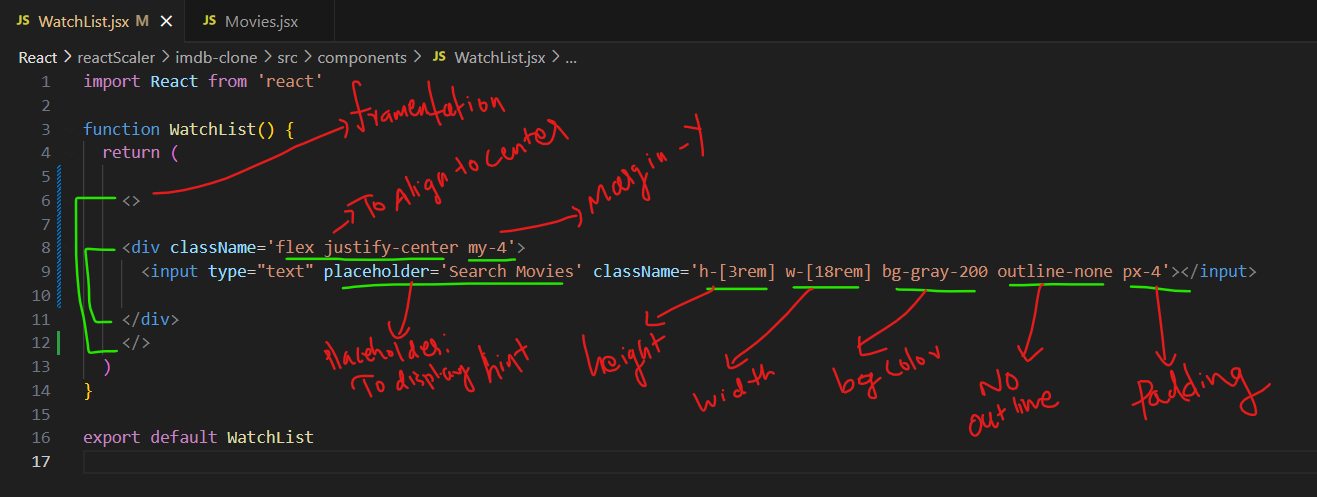 JS WatchList.jsx M × JS Movies.jsx
React > reactScaler > imdb-clone > src > components > JS WatchList.jsx > ...
1 import React from 'react'
2
framentation
3 function WatchList() {
4 return (
To Align to center
margin-y
5
6 <>
7
8 <div className='flex justify-center my-4'>
9 <input type="text" placeholder='Search Movies' className='h-[3rem] w-[18rem] bg-gray-200 outline-none px-4'></input>
10
11 </div>
12 </>
placeholder:
To display hint
height
width
bg color
NO
outline
Padding
13 )
14 }
15
16 export default WatchList
17